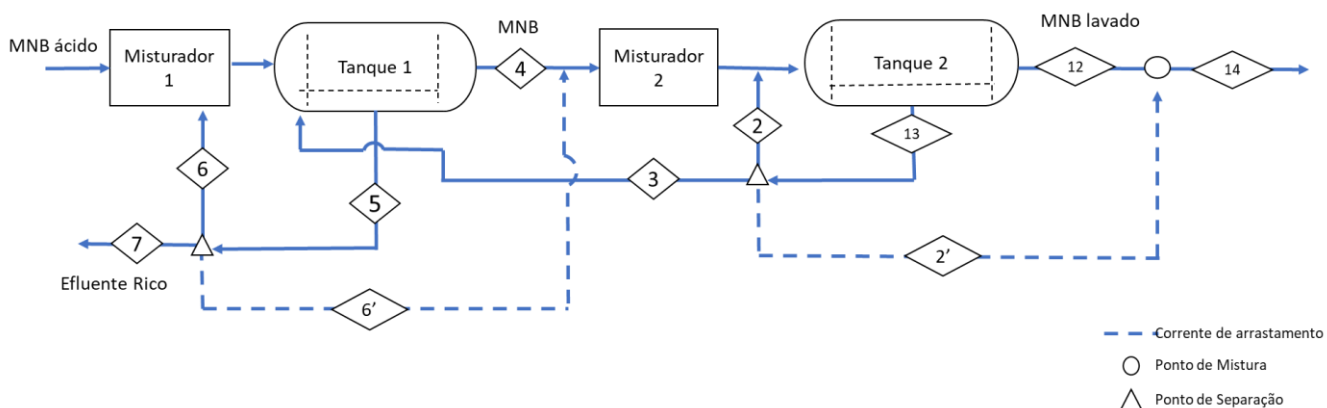 MNB ácido
Misturador
1
Tanque 1
MNB
4
Misturador
2
Tanque 2
MNB lavado
12
14
2
13
6
3
5
7
Efluente Rico
2’
6’
Corrente de arrastamento
Ponto de Mistura
Ponto de Separação